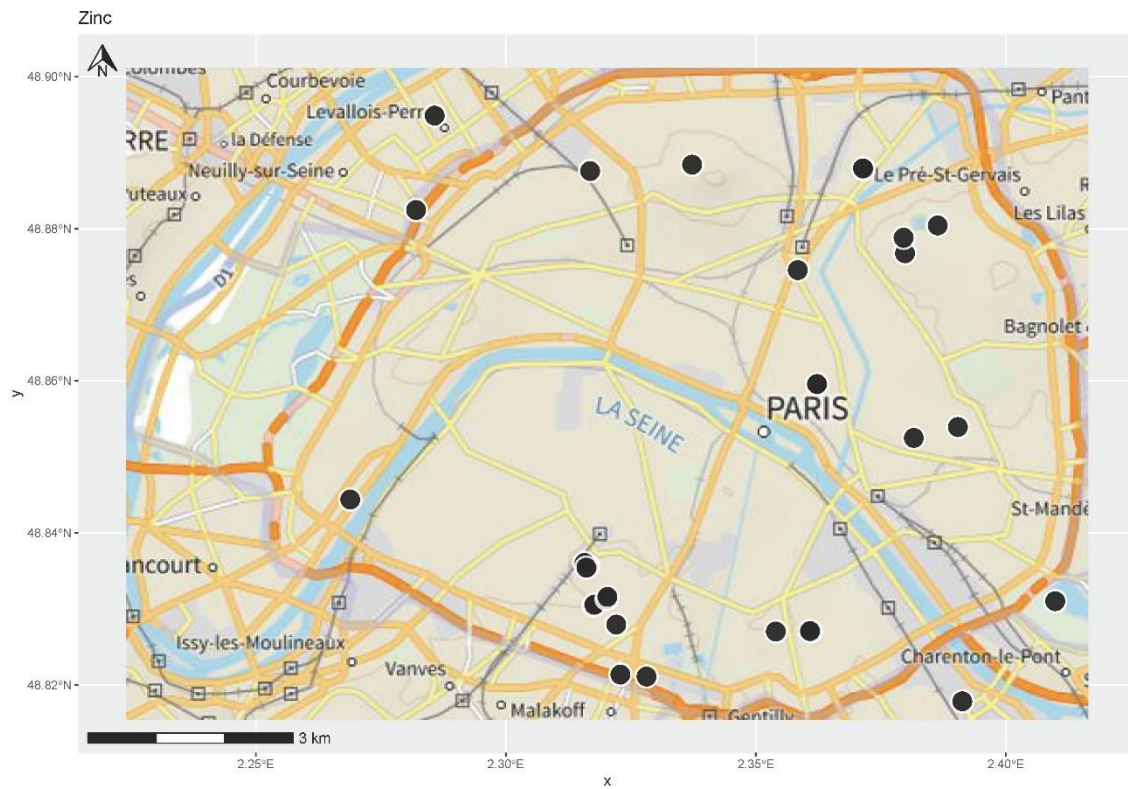 Zinc
N
48.90°N
48.88°N
48.86°N
48.84°N
48.82°N
y
colombes
Courbevoie
Levallois-Perr
Pant
RRE
la Défense
Neuilly-sur-Seine
Le Pré-St-Gervais
Puteaux
Les Lilas
D1
Bagnolet
PARIS
LA SEINE
St-Mandé
ancourt
Issy-les-Moulineaux
Vanves
Charenton-le-Pont
Malakoff
Gentilly
3 km
2.25°E
2.30°E
2.35°E
2.40°E
x